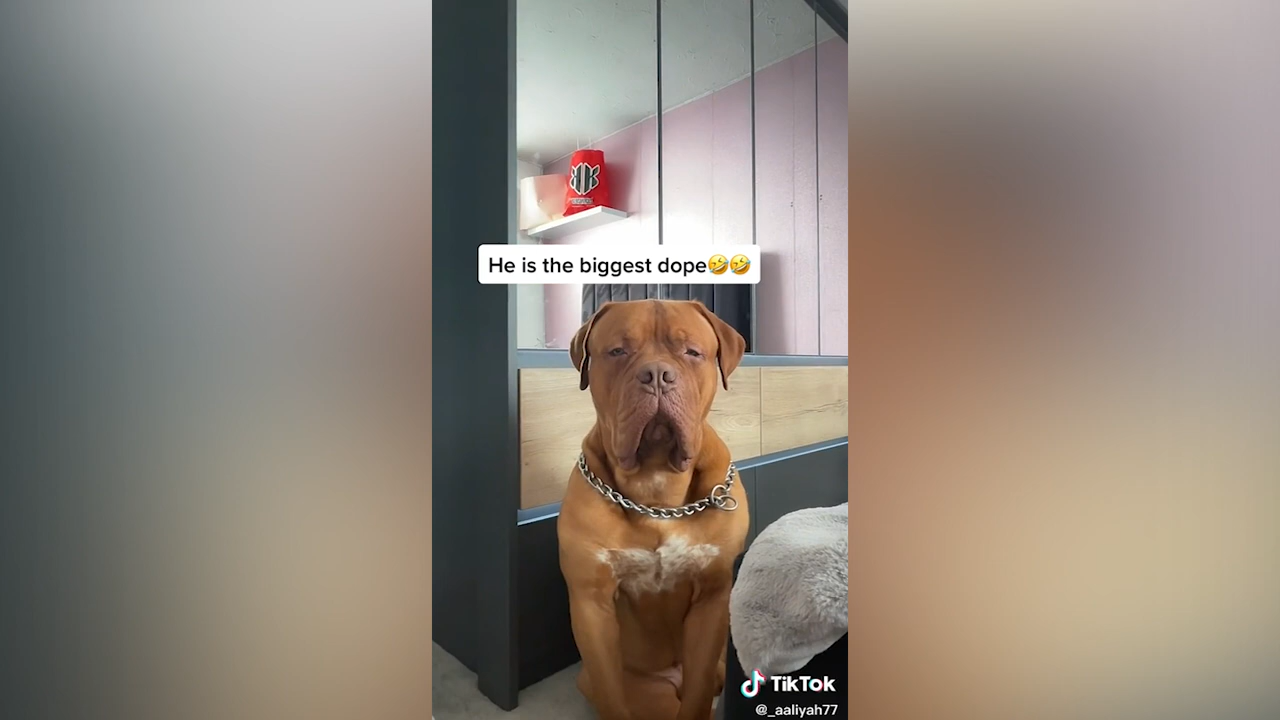 He is the biggest dope🤣🤣
TikTok
@_aaliyah77